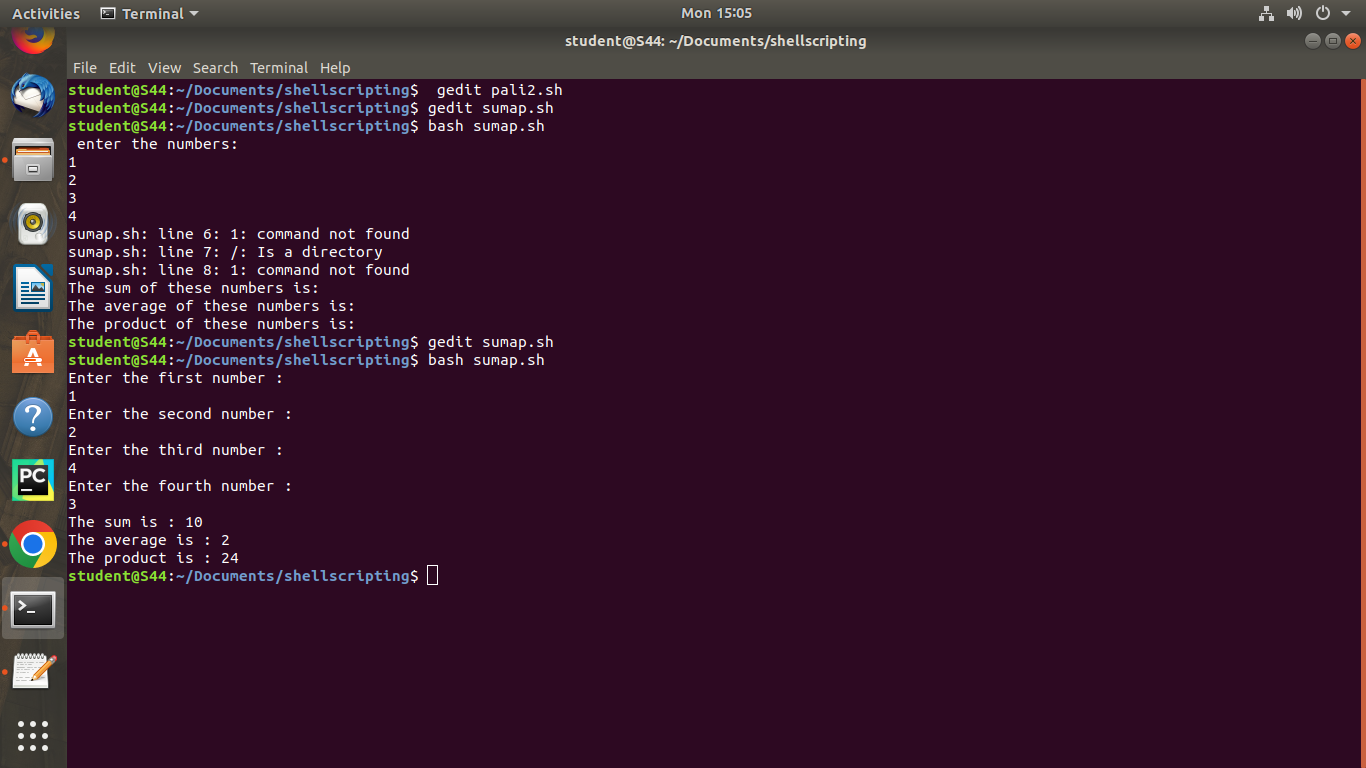 Activities Terminal Mon 15:05
student@S44: ~/Documents/shellscripting
File Edit View Search Terminal Help
student@S44:~/Documents/shellscripting$  gedit pali2.sh
student@S44:~/Documents/shellscripting$ gedit sumap.sh
student@S44:~/Documents/shellscripting$ bash sumap.sh
 enter the numbers:
1
2
3
4
sumap.sh: line 6: 1: command not found
sumap.sh: line 7: /: Is a directory
sumap.sh: line 8: 1: command not found
The sum of these numbers is:
The average of these numbers is:
The product of these numbers is:
student@S44:~/Documents/shellscripting$ gedit sumap.sh
student@S44:~/Documents/shellscripting$ bash sumap.sh
Enter the first number :
1
Enter the second number :
2
Enter the third number :
4
Enter the fourth number :
3
The sum is : 10
The average is : 2
The product is : 24
student@S44:~/Documents/shellscripting$
A
?
PC
>_